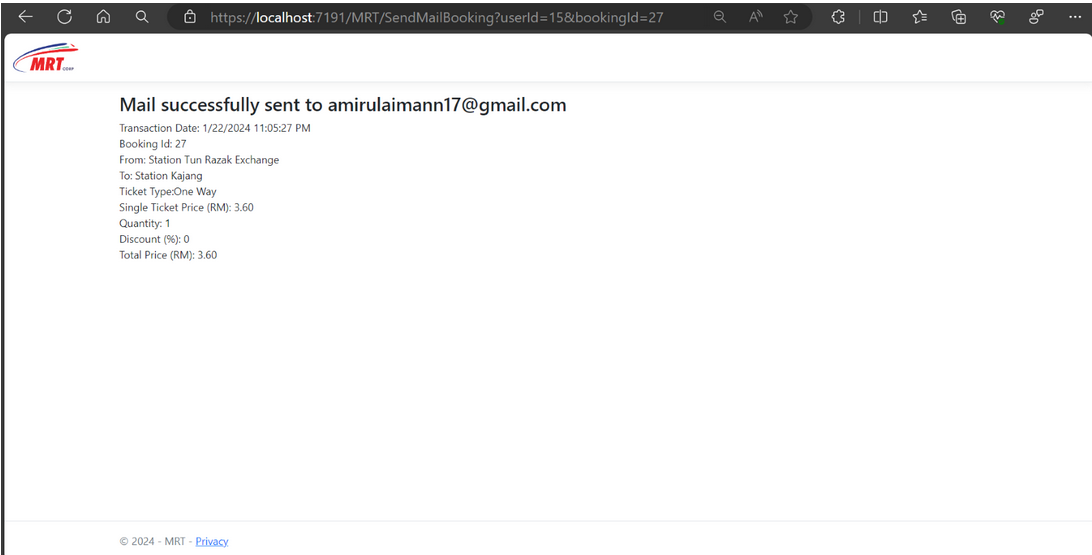 https://localhost:7191/MRT/SendMailBooking?userId=15&bookingId=27
MRT CORP
Mail successfully sent to amirulaimann17@gmail.com
Transaction Date: 1/22/2024 11:05:27 PM
Booking Id: 27
From: Station Tun Razak Exchange
To: Station Kajang
Ticket Type:One Way
Single Ticket Price (RM): 3.60
Quantity: 1
Discount (%): 0
Total Price (RM): 3.60
© 2024 - MRT - Privacy